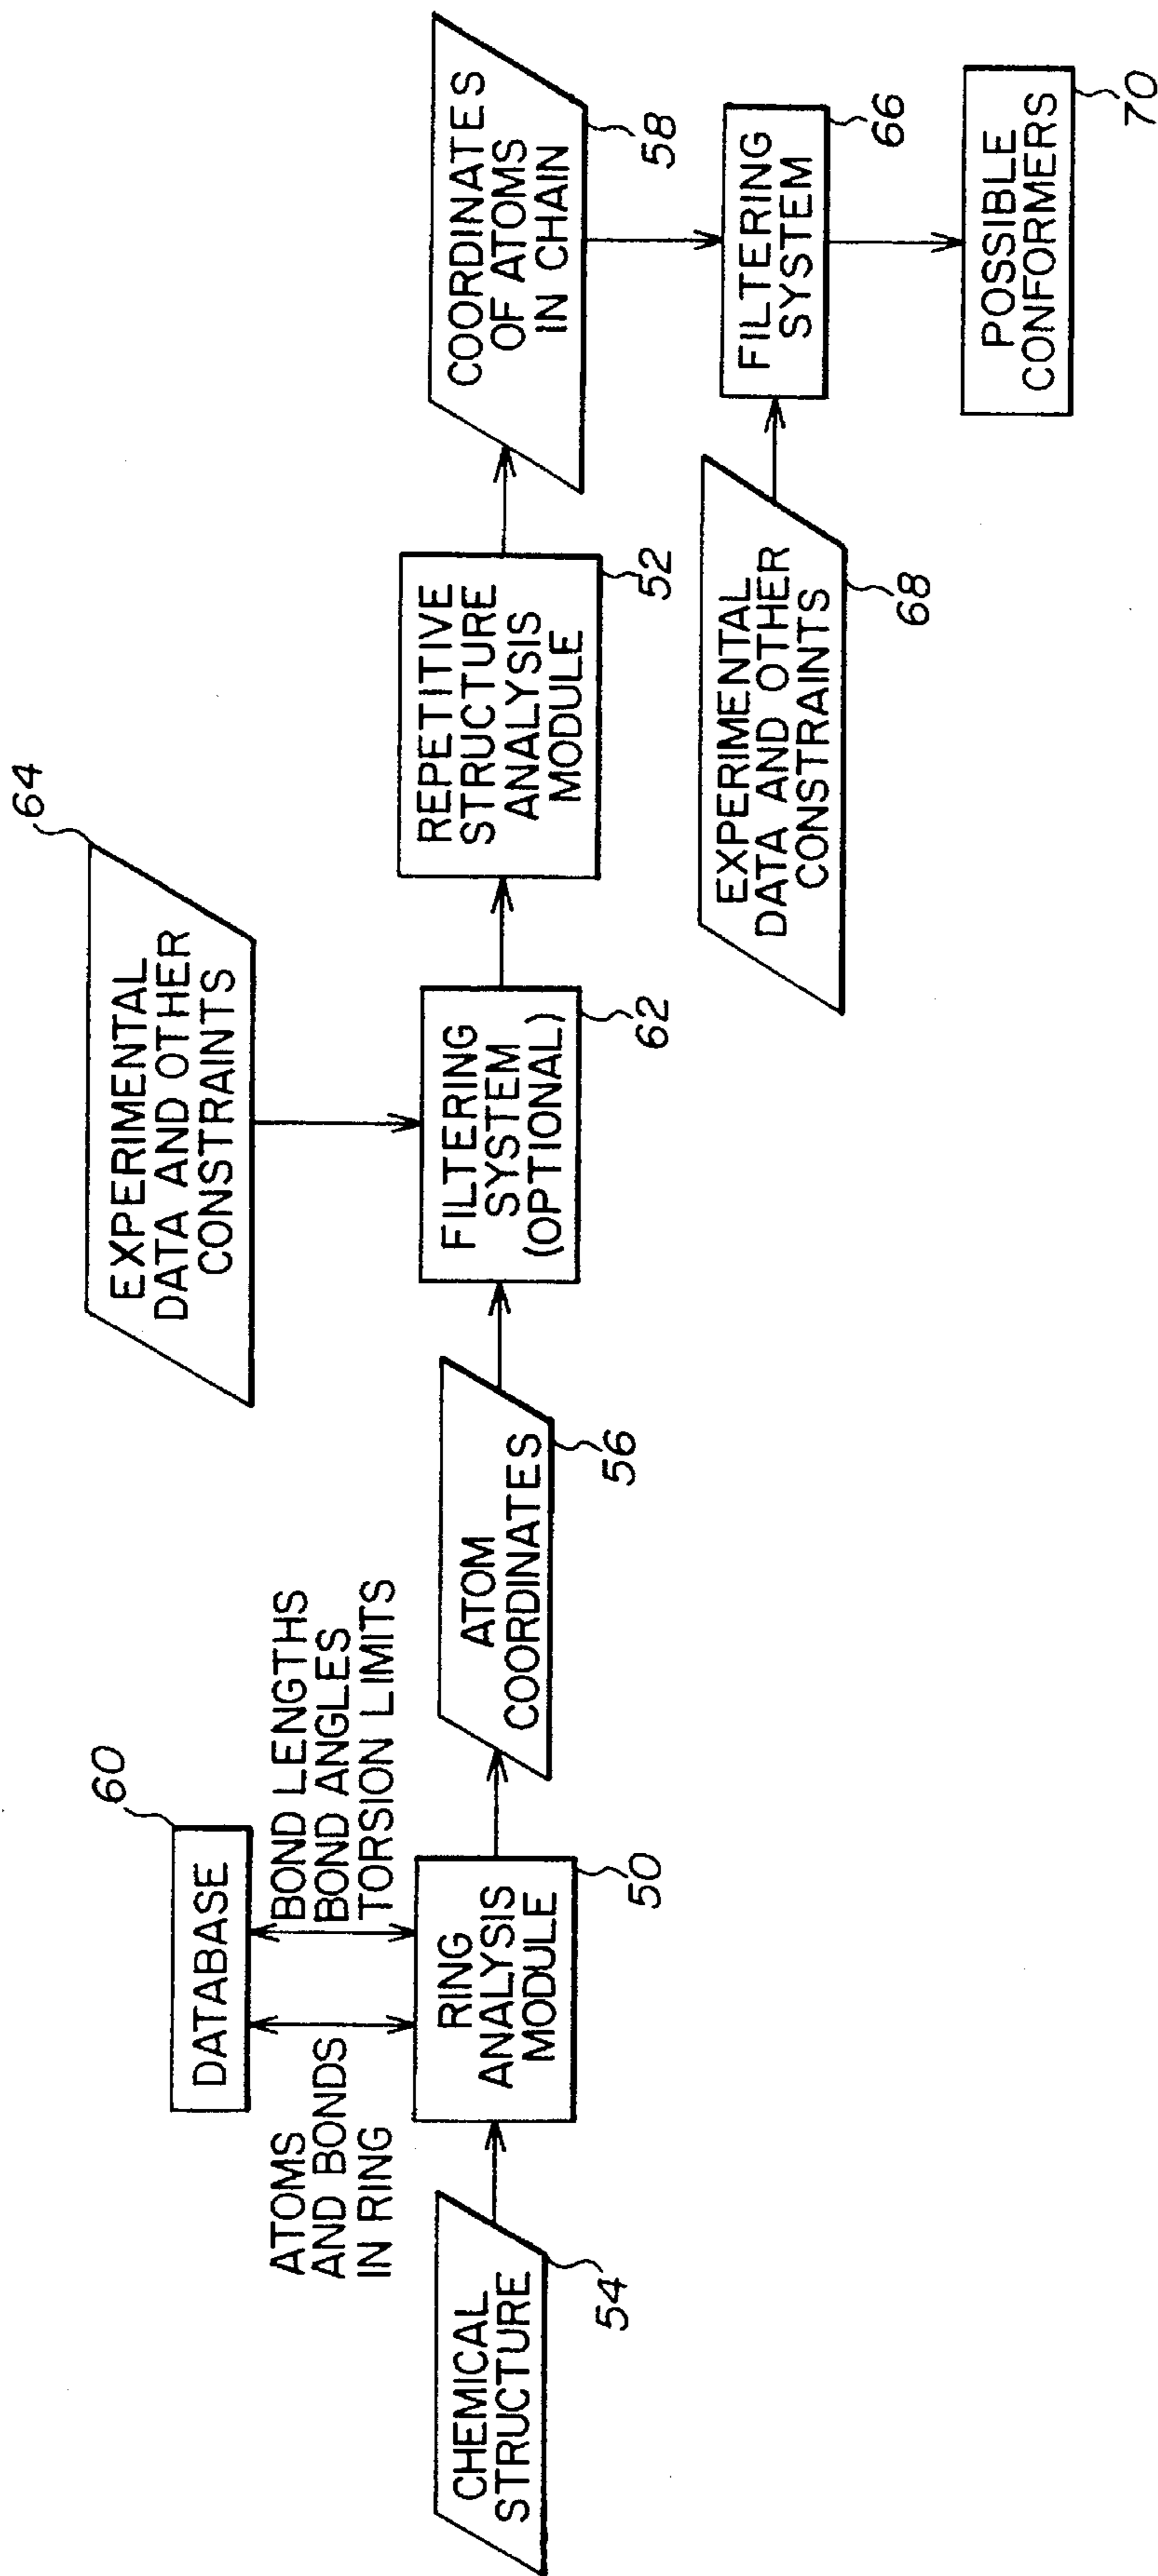 CHEMICAL
STRUCTURE
54
ATOMS
AND BONDS
IN RING
DATABASE
60
BOND LENGTHS
BOND ANGLES
TORSION LIMITS
RING
ANALYSIS
MODULE
50
ATOM
COORDINATES
56
EXPERIMENTAL
DATA AND OTHER
CONSTRAINTS
64
FILTERING
SYSTEM
(OPTIONAL)
62
REPETITIVE
STRUCTURE
ANALYSIS
MODULE
52
COORDINATES
OF ATOMS
IN CHAIN
58
EXPERIMENTAL
DATA AND OTHER
CONSTRAINTS
68
FILTERING
SYSTEM
66
POSSIBLE
CONFORMERS
70